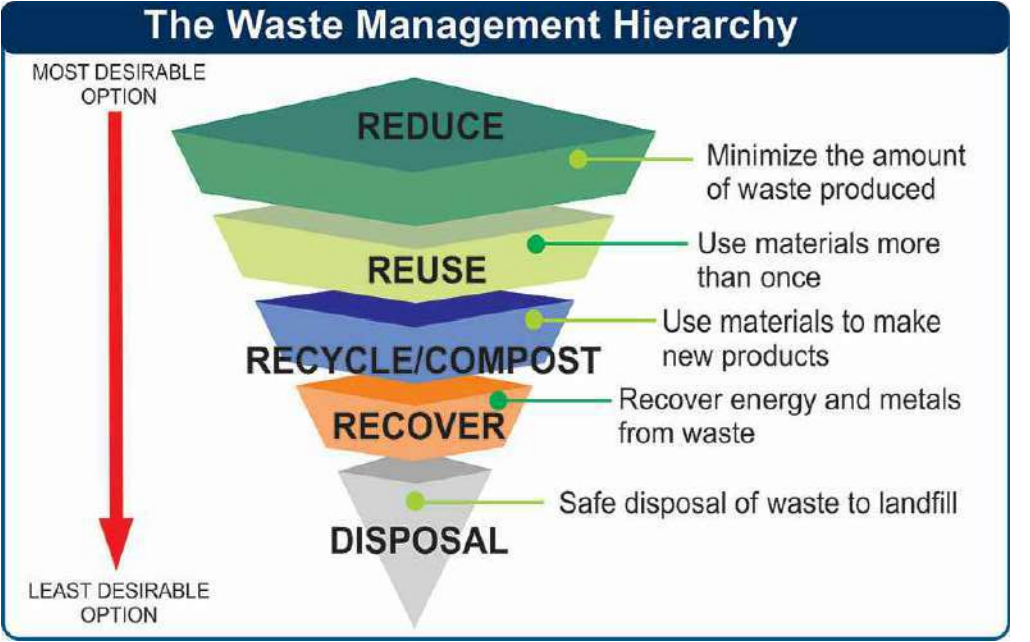 The Waste Management Hierarchy
MOST DESIRABLE
OPTION
REDUCE
Minimize the amount
of waste produced
REUSE
Use materials more
than once
RECYCLE/COMPOST
Use materials to make
new products
RECOVER
Recover energy and metals
from waste
DISPOSAL
Safe disposal of waste to landfill
LEAST DESIRABLE
OPTION